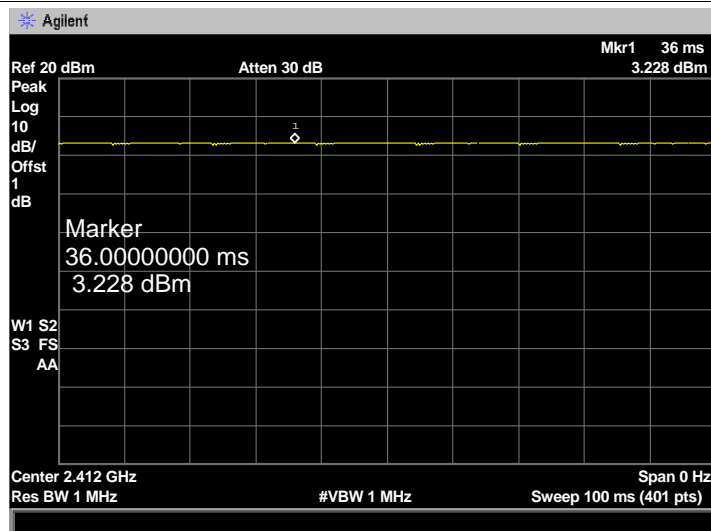 Agilent
Mkr1 36 ms
Ref 20 dBm Atten 30 dB 3.228 dBm
Peak
Log
10
dB/
Offst
1
dB
1
Marker
36.00000000 ms
3.228 dBm
W1 S2
S3 FS
AA
Center 2.412 GHz Span 0 Hz
Res BW 1 MHz #VBW 1 MHz Sweep 100 ms (401 pts)